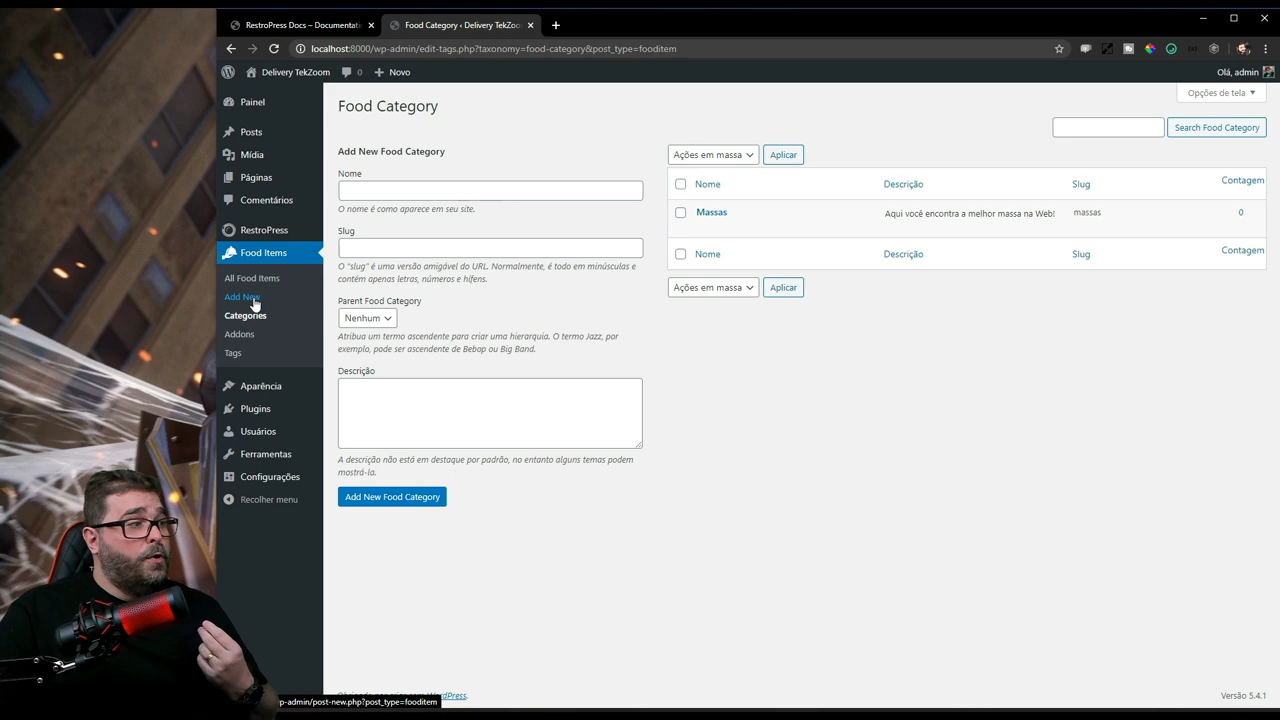 RestroPress Docs – Documentati
Food Category ‹ Delivery TekZoom
localhost:8000/wp-admin/edit-tags.php?taxonomy=food-category&post_type=fooditem
Delivery TekZoom
0
Novo
Olá, admin
Painel
Posts
Mídia
Páginas
Comentários
RestroPress
Food Items
All Food Items
Add New
Categories
Addons
Tags
Aparência
Plugins
Usuários
Ferramentas
Configurações
Recolher menu
Opções de tela
Food Category
Search Food Category
Add New Food Category
Nome
O nome é como aparece em seu site.
Slug
O “slug” é uma versão amigável do URL. Normalmente, é todo em minúsculas e
contém apenas letras, números e hífens.
Parent Food Category
Nenhum
Atribua um termo ascendente para criar uma hierarquia. O termo Jazz, por
exemplo, pode ser ascendente de Bebop ou Big Band.
Descrição
A descrição não está em destaque por padrão, no entanto alguns temas podem
mostrá-la.
Add New Food Category
Ações em massa
Aplicar
Nome Descrição Slug Contagem
Massas Aqui você encontra a melhor massa na Web! massas 0
Nome Descrição Slug Contagem
Ações em massa
Aplicar
WordPress.
Versão 5.4.1
p-admin/post-new.php?post_type=fooditem